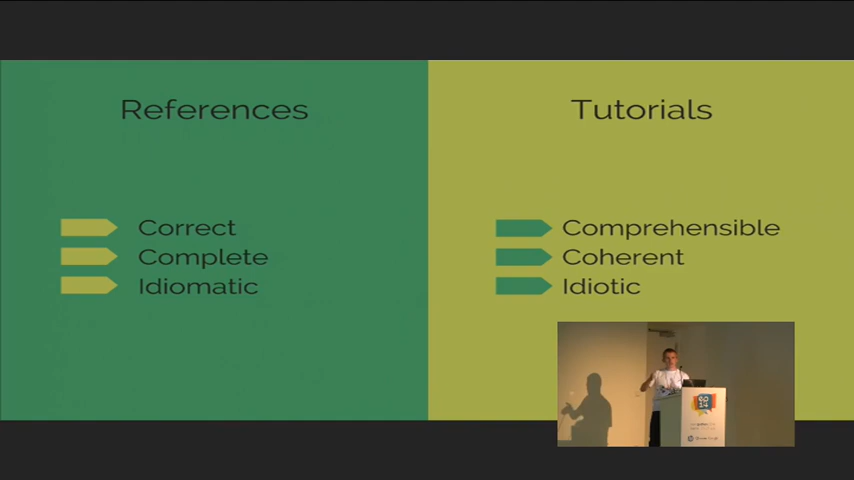 References
Correct
Complete
Idiomatic
Tutorials
Comprehensible
Coherent
Idiotic